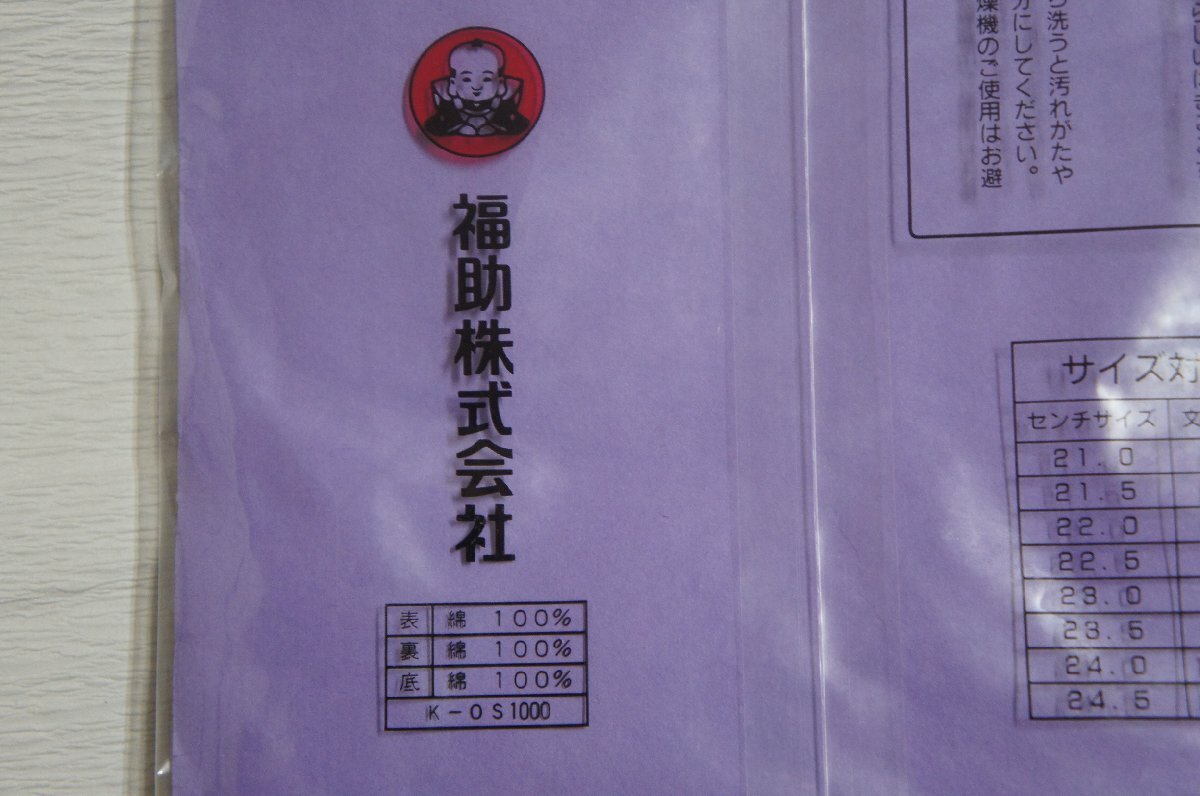 福助株式会社
表 綿 100%
裏 綿 100%
底 綿 100%
K-OS1000
洗うと汚れがたや
にしてください。
燥機のご使用はお避
サイズ対
センチサイズ 文
21.0
21.5
22.0
22.5
23.0
23.5
24.0
24.5